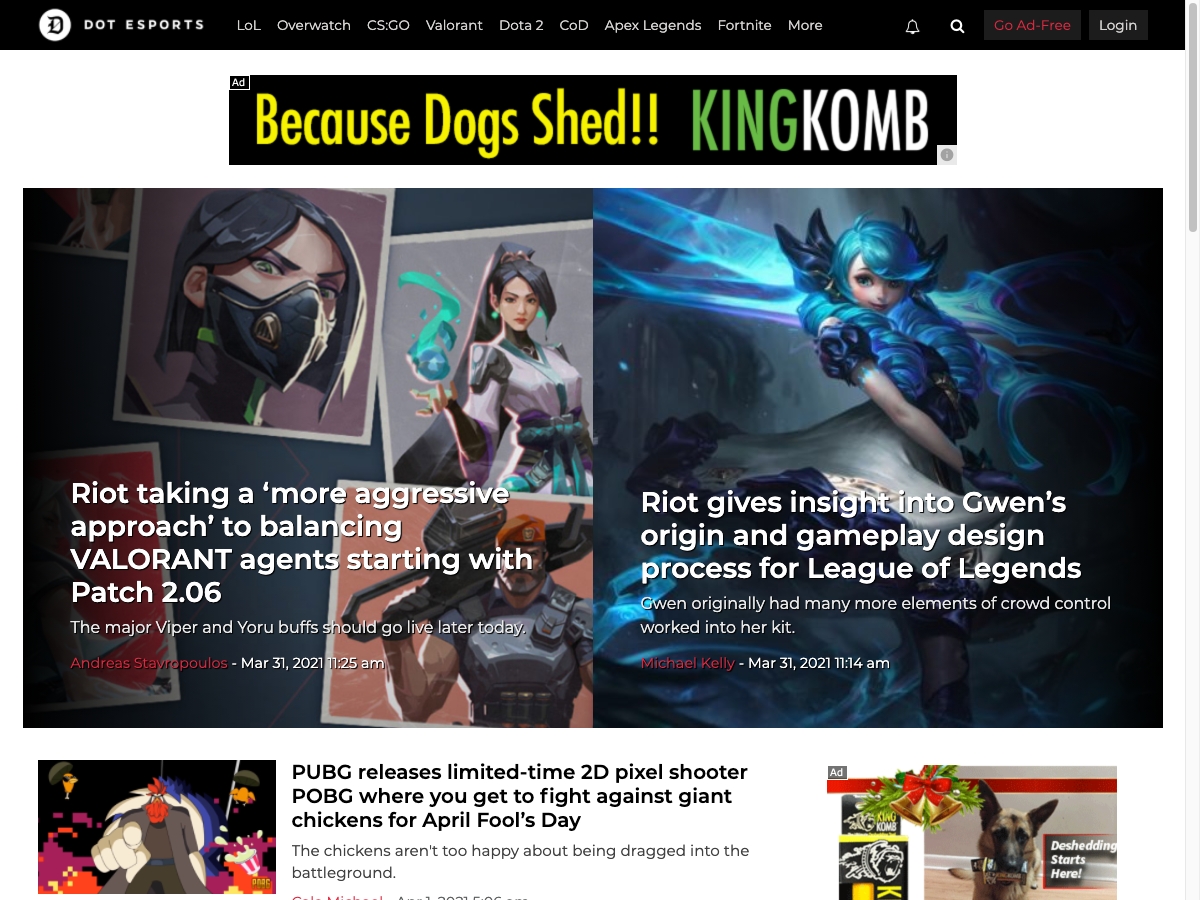 DOT ESPORTS
LoL Overwatch CS:GO Valorant Dota 2 CoD Apex Legends Fortnite More
Go Ad-Free Login
Ad
Because Dogs Shed!! KINGKOMB
Riot taking a ‘more aggressive
approach’ to balancing
VALORANT agents starting with
Patch 2.06
The major Viper and Yoru buffs should go live later today.
Andreas Stavropoulos - Mar 31, 2021 11:25 am
Riot gives insight into Gwen’s
origin and gameplay design
process for League of Legends
Gwen originally had many more elements of crowd control
worked into her kit.
Michael Kelly - Mar 31, 2021 11:14 am
PUBG releases limited-time 2D pixel shooter
POBG where you get to fight against giant
chickens for April Fool’s Day
The chickens aren't too happy about being dragged into the
battleground.
POBG
Ad
KING
KOMB
Deshedding
Starts
Here!